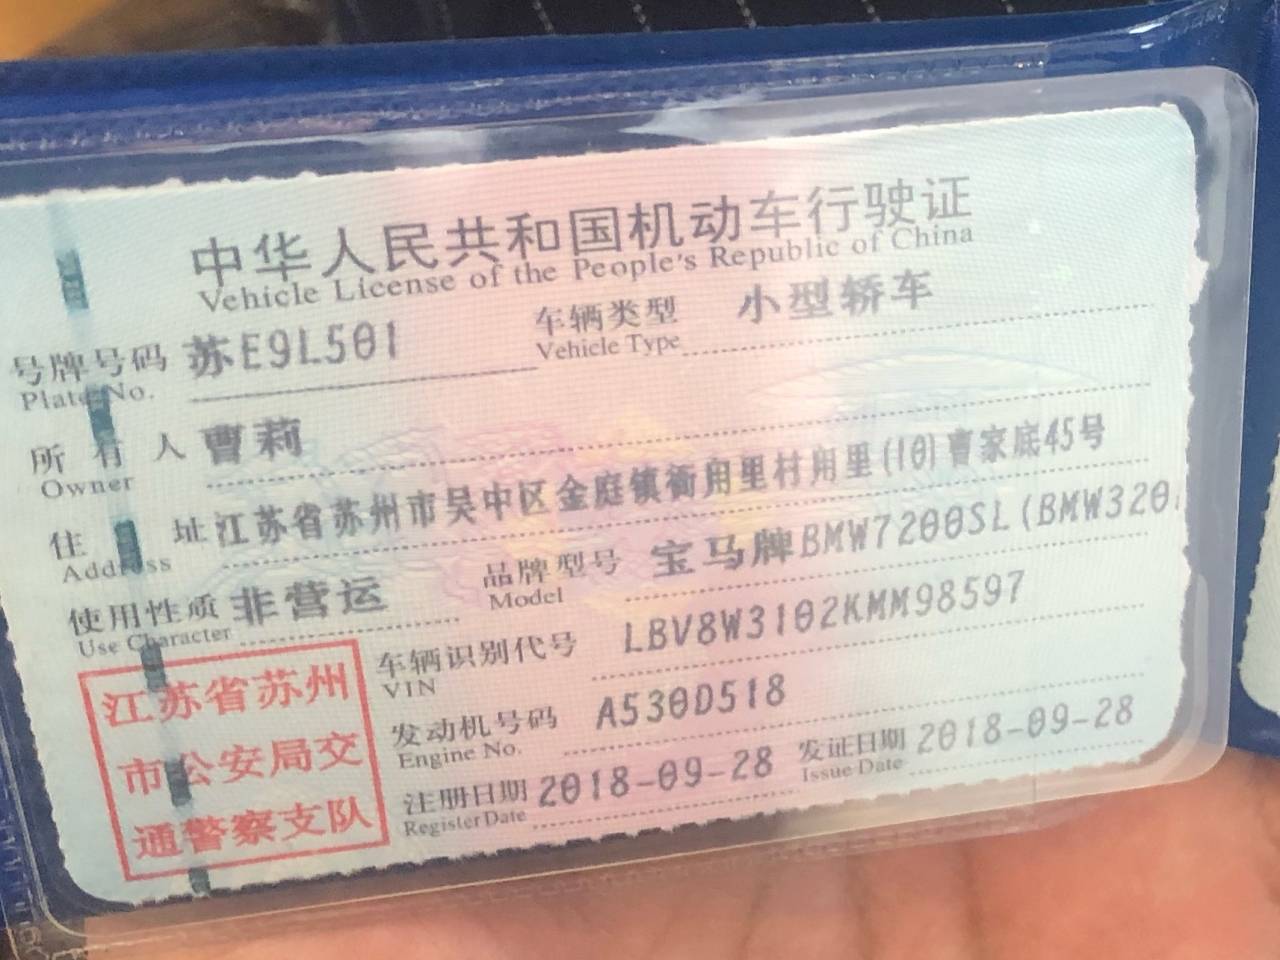 中华人民共和国机动车行驶证
Vehicle License of the People's Republic of China
号牌号码 苏E9L501 车辆类型 小型轿车
Plate No. Vehicle Type
所有人 曹莉
Owner
住址 江苏省苏州市吴中区金庭镇衙甪里村甪里(10)曹家底45号
Address
使用性质 非营运 品牌型号 宝马牌BMW7200SL(BMW320
Use Character Model
车辆识别代号 LBV8W3102KMM98597
VIN
发动机号码 A530D518
Engine No.
注册日期 2018-09-28 发证日期 2018-09-28
Register Date Issue Date
江苏省苏州
市公安局交
通警察支队